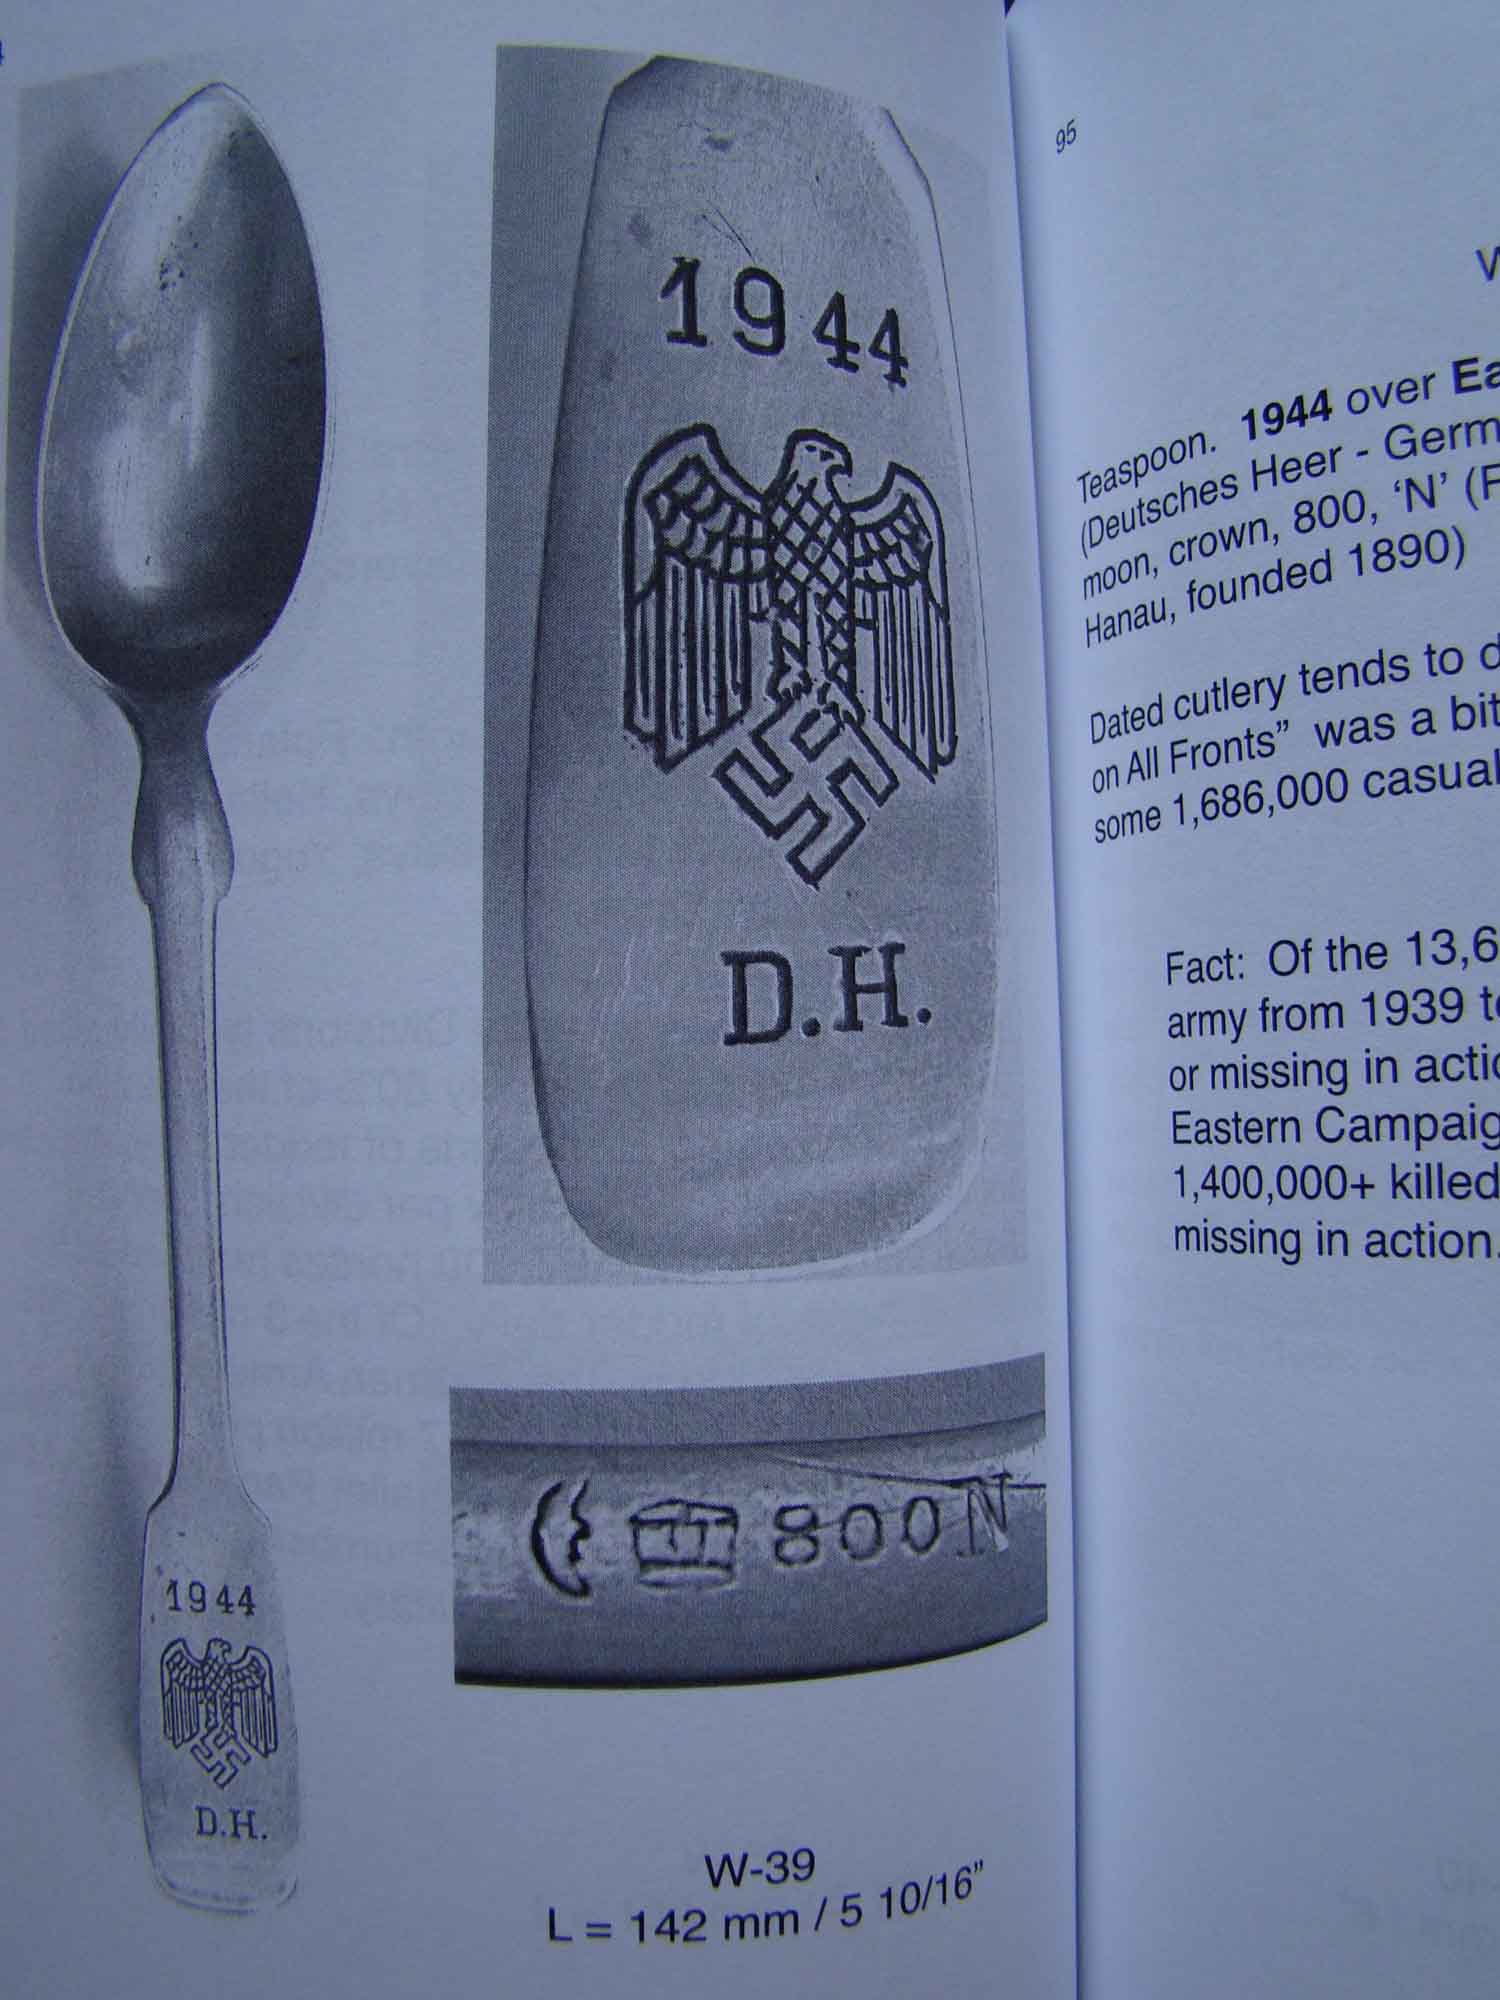 1944
D.H.
1944
D.H.
800 N
W-39
L = 142 mm / 5 10/16”
95
Teaspoon. 1944 over
(Deutsches Heer - Germ
moon, crown, 800, ‘N’ (F
Hanau, founded 1890)
Dated cutlery tends to d
on All Fronts” was a bit
some 1,686,000 casual
Fact: Of the 13,6
army from 1939 to
or missing in actio
Eastern Campaig
1,400,000+ killed
missing in action.